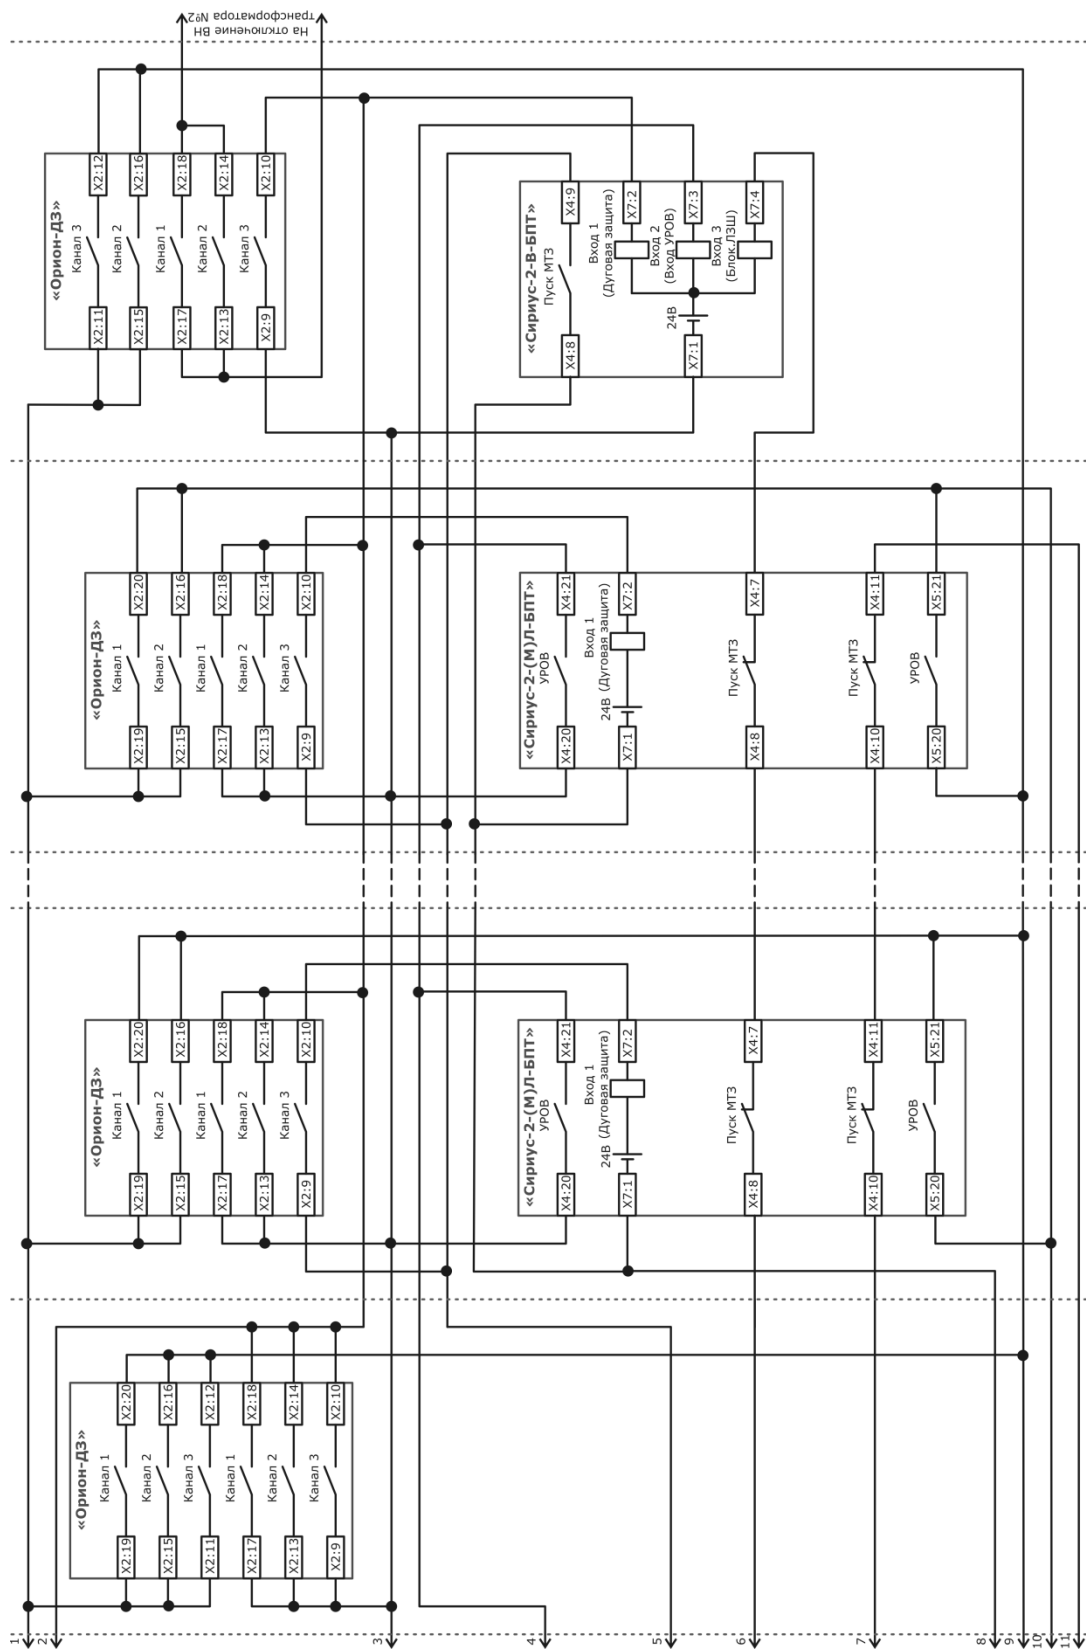 На отключение ВН
трансформатора №2
«Орион-ДЗ»
X2:12
X2:16
X2:18
X2:14
X2:10
Канал 3
Канал 2
Канал 1
Канал 2
Канал 3
X2:11
X2:15
X2:17
X2:13
X2:9
«Сириус-2-В-БПТ»
X4:9
X7:2
X7:3
X7:4
Пуск МТЗ
Вход 1
(Дуговая защита)
Вход 2
(Вход УРОВ)
Вход 3
(Блок.ЛЗШ)
24В
X4:8
X7:1
«Орион-ДЗ»
X2:20
X2:16
X2:18
X2:14
X2:10
Канал 1
Канал 2
Канал 1
Канал 2
Канал 3
X2:19
X2:15
X2:17
X2:13
X2:9
«Сириус-2-(М)Л-БПТ»
X4:21
X7:2
X4:7
X4:11
X5:21
УРОВ
Вход 1
24В (Дуговая защита)
Пуск МТЗ
Пуск МТЗ
УРОВ
X4:20
X7:1
X4:8
X4:10
X5:20
«Орион-ДЗ»
X2:20
X2:16
X2:18
X2:14
X2:10
Канал 1
Канал 2
Канал 1
Канал 2
Канал 3
X2:19
X2:15
X2:17
X2:13
X2:9
«Сириус-2-(М)Л-БПТ»
X4:21
X7:2
X4:7
X4:11
X5:21
УРОВ
Вход 1
24В (Дуговая защита)
Пуск МТЗ
Пуск МТЗ
УРОВ
X4:20
X7:1
X4:8
X4:10
X5:20
«Орион-ДЗ»
X2:20
X2:16
X2:12
X2:18
X2:14
X2:10
Канал 1
Канал 2
Канал 3
Канал 1
Канал 2
Канал 3
X2:19
X2:15
X2:11
X2:17
X2:13
X2:9
1
2
3
4
5
6
7
8
9
10
11